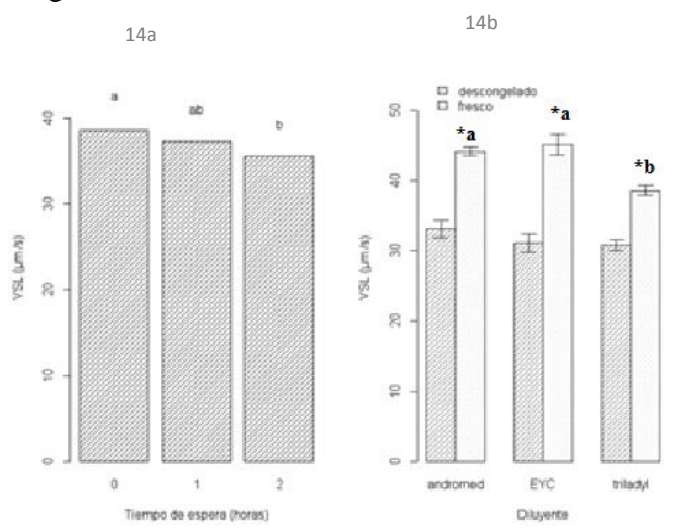 14a
14b
a
ab
b
VSL (µm/s)
0
10
20
30
40
0
1
2
Tiempo de espera (horas)
descongelado
fresco
*a
*a
*b
VSL (µm/s)
0
10
20
30
40
50
andromed
EYC
triladyl
Diluyente